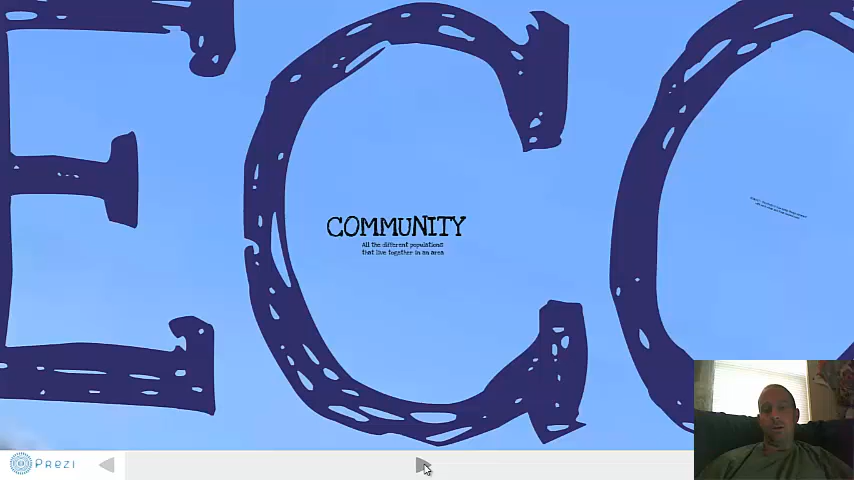 ECO
COMMUNITY
All the different populations
that live together in an area
Prezi